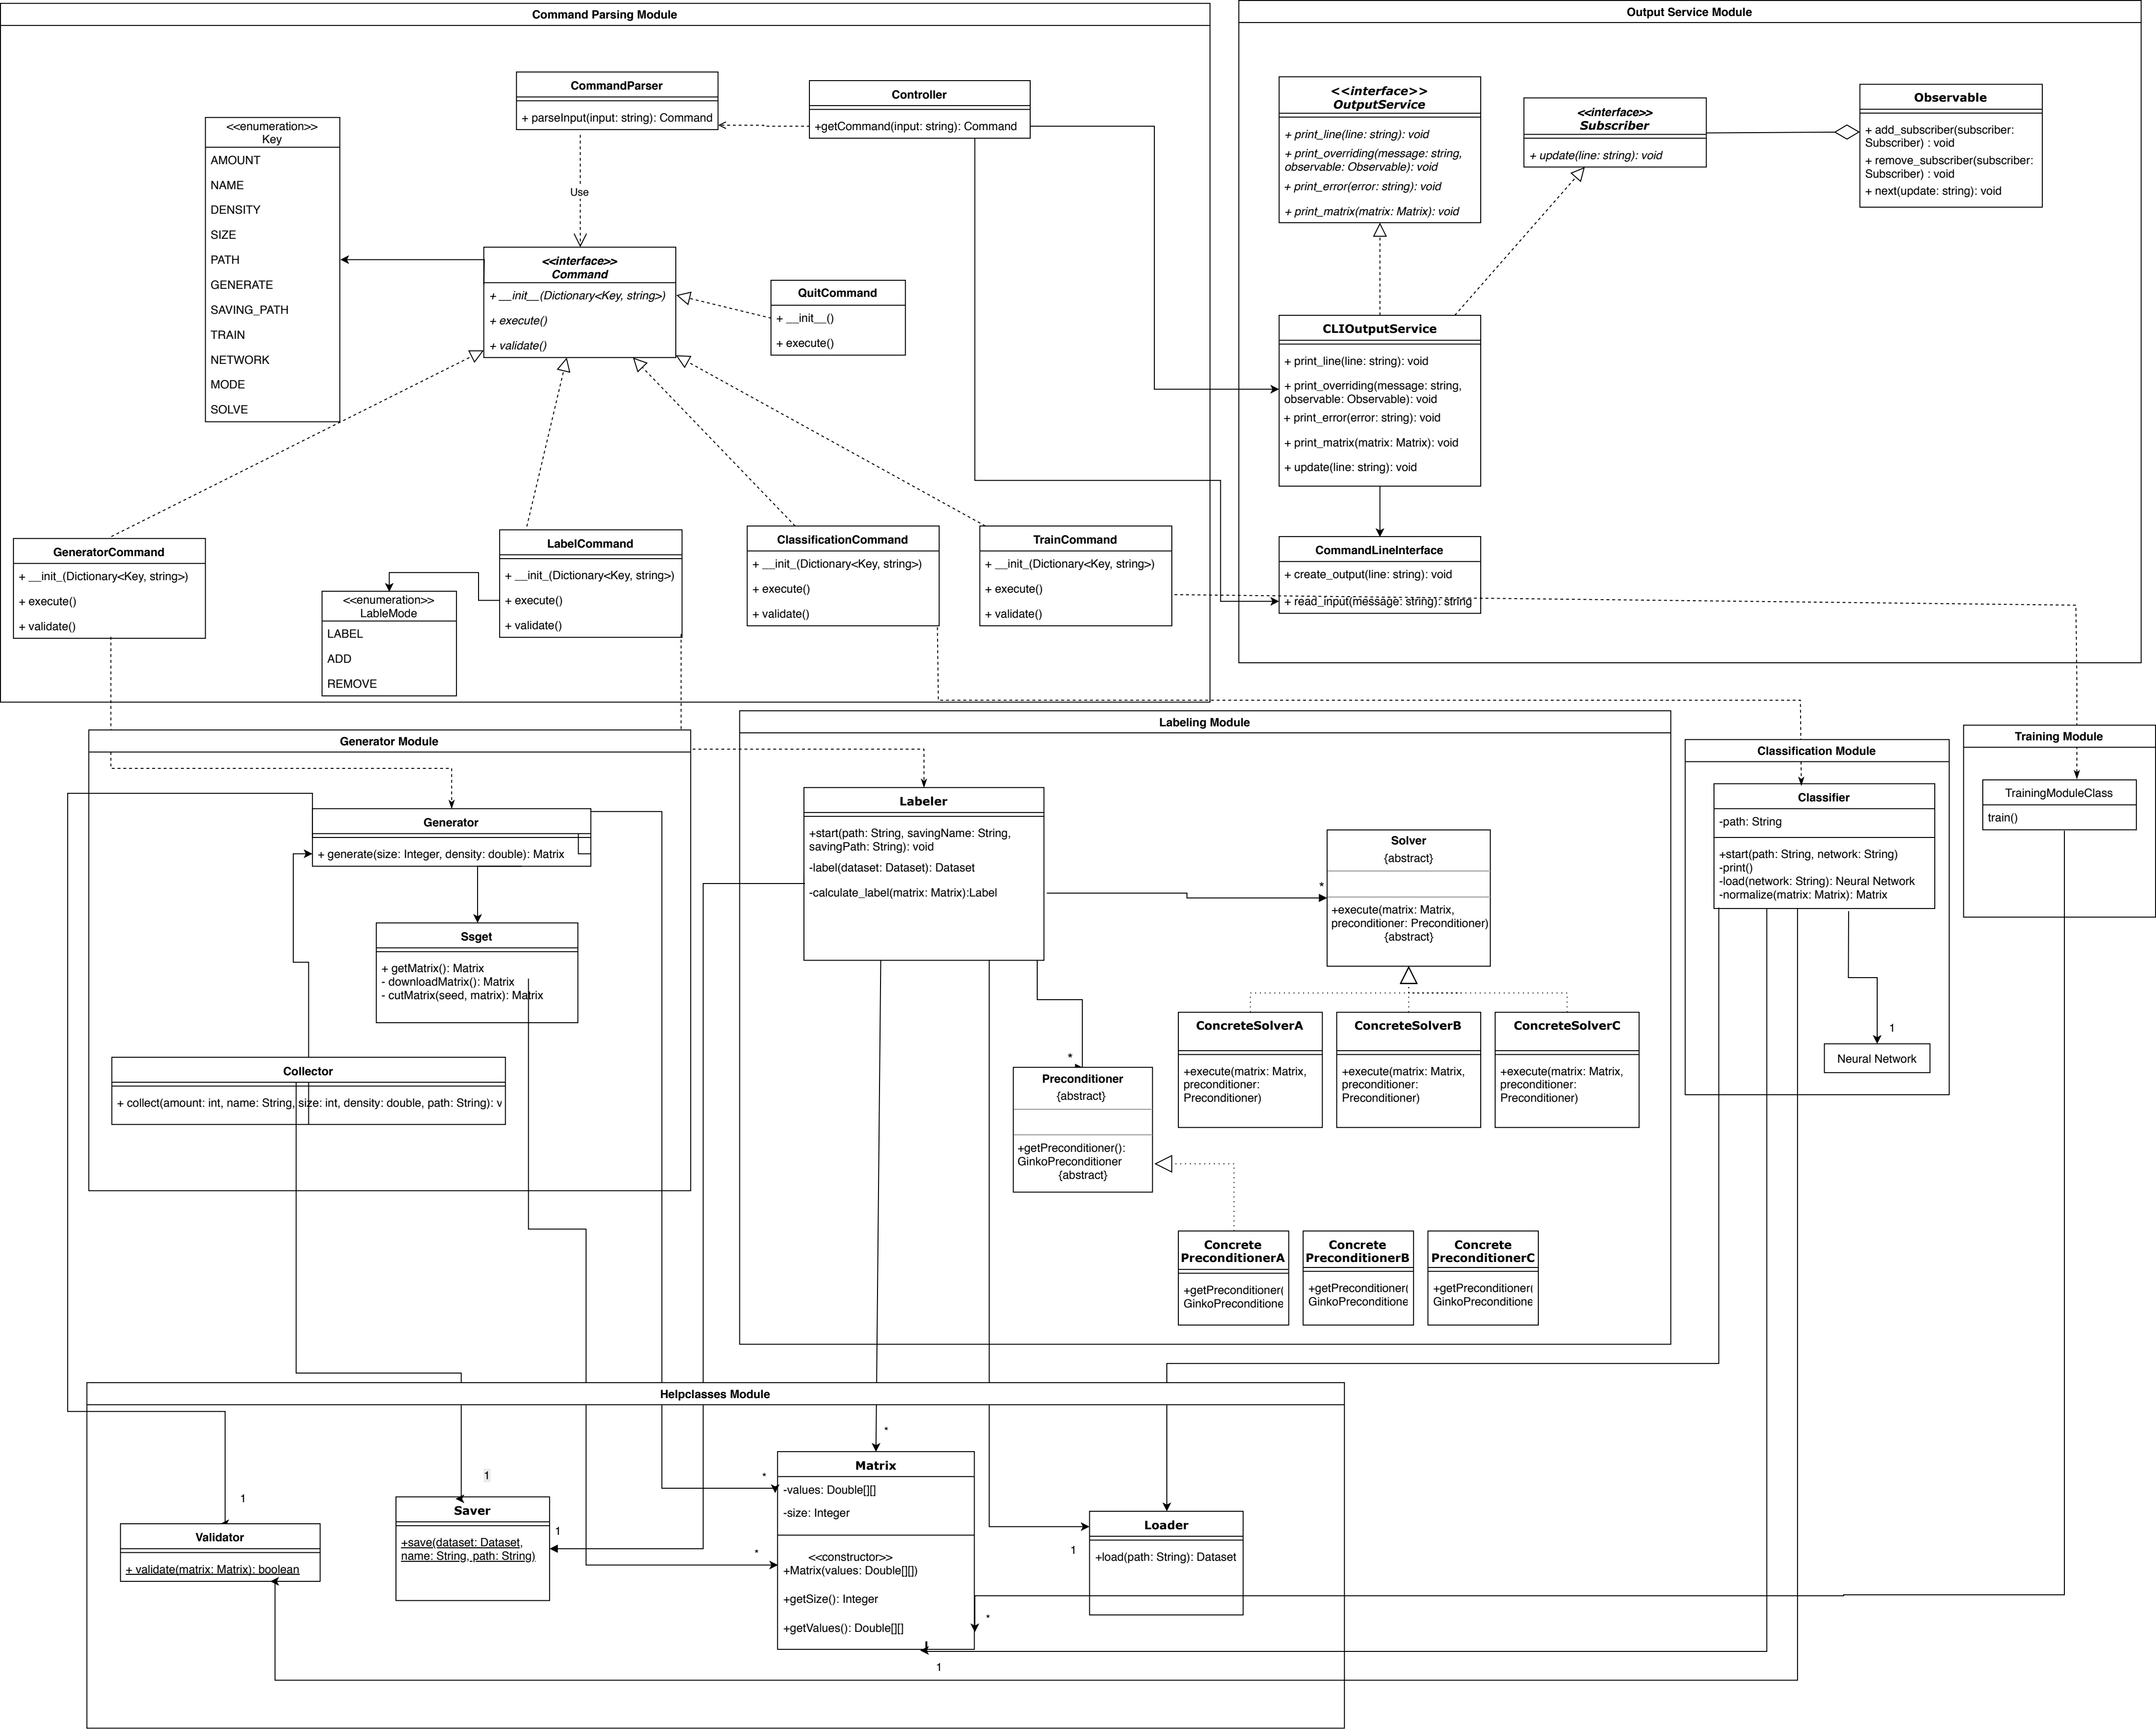 Command Parsing Module
CommandParser
+ parseInput(input: string): Command
Controller
+getCommand(input: string): Command
<<enumeration>>
Key
AMOUNT
NAME
DENSITY
SIZE
PATH
GENERATE
SAVING_PATH
TRAIN
NETWORK
MODE
SOLVE
Use
<<interface>>
Command
+ __init__(Dictionary<Key, string>)
+ execute()
+ validate()
QuitCommand
+ __init__()
+ execute()
GeneratorCommand
+ __init_(Dictionary<Key, string>)
+ execute()
+ validate()
<<enumeration>>
LableMode
LABEL
ADD
REMOVE
LabelCommand
+ __init_(Dictionary<Key, string>)
+ execute()
+ validate()
ClassificationCommand
+ __init_(Dictionary<Key, string>)
+ execute()
+ validate()
TrainCommand
+ __init_(Dictionary<Key, string>)
+ execute()
+ validate()
Output Service Module
<<interface>>
OutputService
+ print_line(line: string): void
+ print_overriding(message: string,
observable: Observable): void
+ print_error(error: string): void
+ print_matrix(matrix: Matrix): void
<<interface>>
Subscriber
+ update(line: string): void
Observable
+ add_subscriber(subscriber:
Subscriber) : void
+ remove_subscriber(subscriber:
Subscriber) : void
+ next(update: string): void
CLIOutputService
+ print_line(line: string): void
+ print_overriding(message: string,
observable: Observable): void
+ print_error(error: string): void
+ print_matrix(matrix: Matrix): void
+ update(line: string): void
CommandLineInterface
+ create_output(line: string): void
+ read_input(message: string): string
Generator Module
Generator
+ generate(size: Integer, density: double): Matrix
Ssget
+ getMatrix(): Matrix
- downloadMatrix(): Matrix
- cutMatrix(seed, matrix): Matrix
Collector
+ collect(amount: int, name: String, size: int, density: double, path: String): v
Labeling Module
Labeler
+start(path: String, savingName: String,
savingPath: String): void
-label(dataset: Dataset): Dataset
-calculate_label(matrix: Matrix):Label
*
Solver
{abstract}
+execute(matrix: Matrix,
preconditioner: Preconditioner)
{abstract}
ConcreteSolverA
+execute(matrix: Matrix,
preconditioner:
Preconditioner)
ConcreteSolverB
+execute(matrix: Matrix,
preconditioner:
Preconditioner)
ConcreteSolverC
+execute(matrix: Matrix,
preconditioner:
Preconditioner)
*
Preconditioner
{abstract}
+getPreconditioner():
GinkoPreconditioner
{abstract}
Concrete
PreconditionerA
+getPreconditioner(
GinkoPreconditione
Concrete
PreconditionerB
+getPreconditioner(
GinkoPreconditione
Concrete
PreconditionerC
+getPreconditioner(
GinkoPreconditione
Classification Module
Classifier
-path: String
+start(path: String, network: String)
-print()
-load(network: String): Neural Network
-normalize(matrix: Matrix): Matrix
1
Neural Network
Training Module
TrainingModuleClass
train()
Helpclasses Module
1
Validator
+ validate(matrix: Matrix): boolean
1
Saver
+save(dataset: Dataset,
name: String, path: String)
1
*
*
*
Matrix
-values: Double[][]
-size: Integer
<<constructor>>
+Matrix(values: Double[][])
+getSize(): Integer
+getValues(): Double[][]
*
1
1
Loader
+load(path: String): Dataset